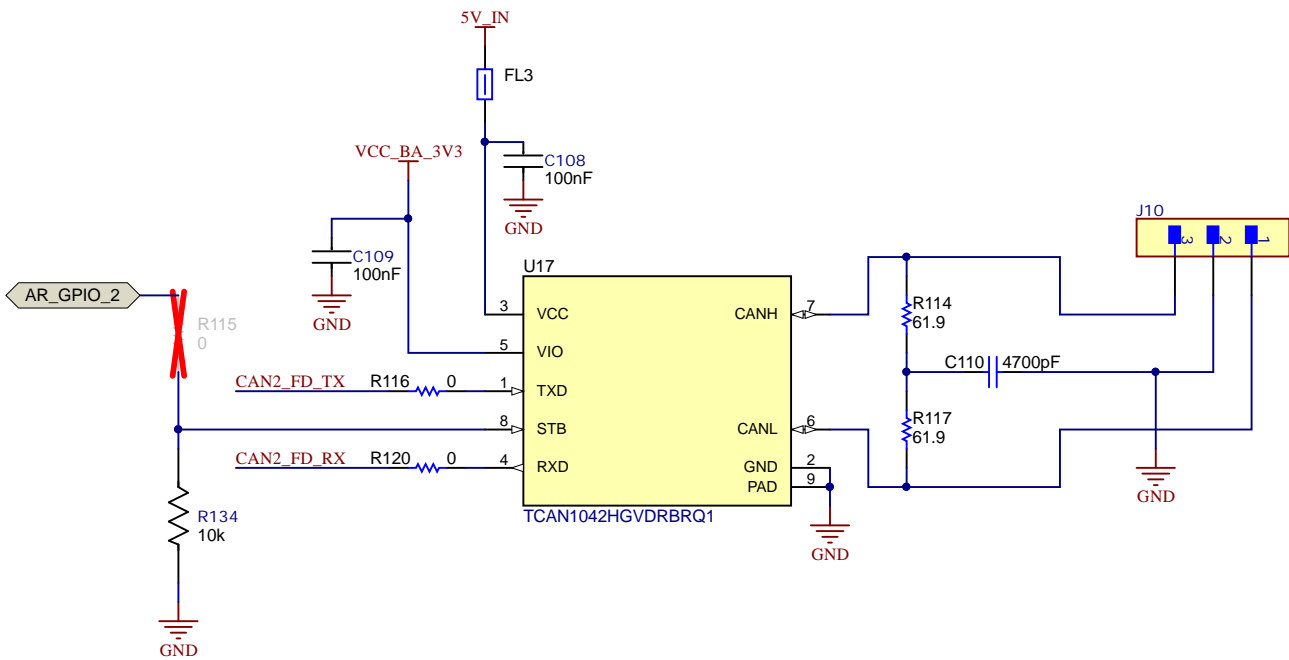 5V_IN
FL3
VCC_BA_3V3
C108
100nF
GND
C109
100nF
GND
J10
3
2
1
AR_GPIO_2
R115
0
U17
3
VCC
CANH
7
5
VIO
CAN2_FD_TX
R116
0
1
TXD
8
STB
CANL
6
CAN2_FD_RX
R120
0
4
RXD
GND
2
PAD
9
TCAN1042HGVDRBRQ1
GND
R114
61.9
C110
4700pF
R117
61.9
GND
R134
10k
GND